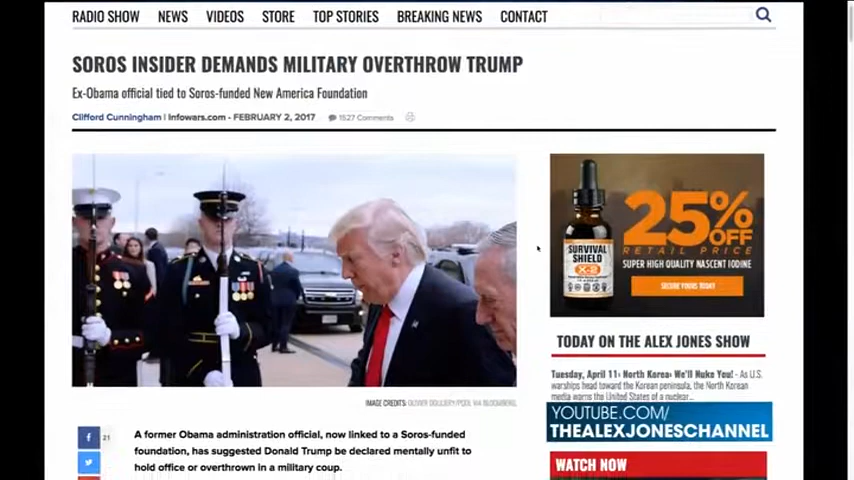 RADIO SHOW NEWS VIDEOS STORE TOP STORIES BREAKING NEWS CONTACT
SOROS INSIDER DEMANDS MILITARY OVERTHROW TRUMP
Ex-Obama official tied to Soros-funded New America Foundation
Clifford Cunningham | Infowars.com - FEBRUARY 2, 2017 1527 Comments
25%
OFF
RETAIL PRICE
SURVIVAL
SHIELD
X-2
SUPER HIGH QUALITY NASCENT IODINE
SECURE YOURS TODAY
TODAY ON THE ALEX JONES SHOW
Tuesday, April 11: North Korea: We'll Nuke You! - As U.S.
warships head toward the Korean peninsula, the North Korean
media warns the United States of a nuclear...
IMAGE CREDITS:
YOUTUBE.COM/
THEALEXJONESCHANNEL
21
A former Obama administration official, now linked to a Soros-funded
foundation, has suggested Donald Trump be declared mentally unfit to
hold office or overthrown in a military coup.
WATCH NOW